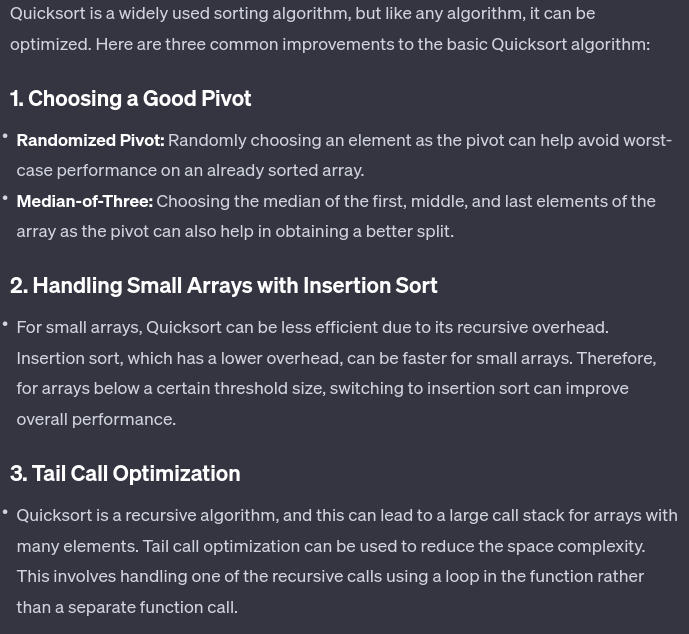 Quicksort is a widely used sorting algorithm, but like any algorithm, it can be
optimized. Here are three common improvements to the basic Quicksort algorithm:
1. Choosing a Good Pivot
• Randomized Pivot: Randomly choosing an element as the pivot can help avoid worst-
case performance on an already sorted array.
• Median-of-Three: Choosing the median of the first, middle, and last elements of the
array as the pivot can also help in obtaining a better split.
2. Handling Small Arrays with Insertion Sort
• For small arrays, Quicksort can be less efficient due to its recursive overhead.
Insertion sort, which has a lower overhead, can be faster for small arrays. Therefore,
for arrays below a certain threshold size, switching to insertion sort can improve
overall performance.
3. Tail Call Optimization
• Quicksort is a recursive algorithm, and this can lead to a large call stack for arrays with
many elements. Tail call optimization can be used to reduce the space complexity.
This involves handling one of the recursive calls using a loop in the function rather
than a separate function call.